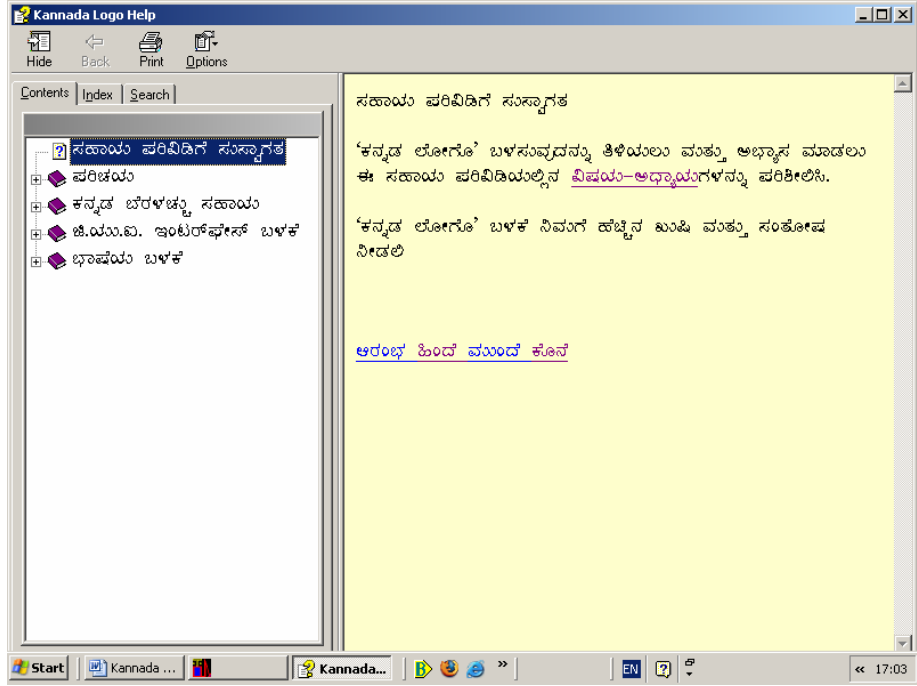 Kannada Logo Help
Hide Back Print Options
Contents Index Search
ಸಹಾಯ ಪರಿವಿಡಿಗೆ ಸುಸ್ವಾಗತ
ಪರಿಚಯ
ಕನ್ನಡ ಬೆರಳಚ್ಚು ಸಹಾಯ
ಜಿ.ಯು.ಐ. ಇಂಟರ್‌ಫೇಸ್ ಬಳಕೆ
ಭಾಷೆಯ ಬಳಕೆ
ಸಹಾಯ ಪರಿವಿಡಿಗೆ ಸುಸ್ವಾಗತ
‘ಕನ್ನಡ ಲೋಗೊ’ ಬಳಸುವುದನ್ನು ತಿಳಿಯಲು ಮತ್ತು ಅಭ್ಯಾಸ ಮಾಡಲು
ಈ ಸಹಾಯ ಪರಿವಿಡಿಯಲ್ಲಿನ ವಿಷಯ-ಅಧ್ಯಾಯಗಳನ್ನು ಪರಿಶೀಲಿಸಿ.
‘ಕನ್ನಡ ಲೋಗೊ’ ಬಳಕೆ ನಿಮಗೆ ಹೆಚ್ಚಿನ ಖುಷಿ ಮತ್ತು ಸಂತೋಷ
ನೀಡಲಿ
ಆರಂಭ ಹಿಂದೆ ಮುಂದೆ ಕೊನೆ
Start Kannada ... Kannada... » EN « 17:03